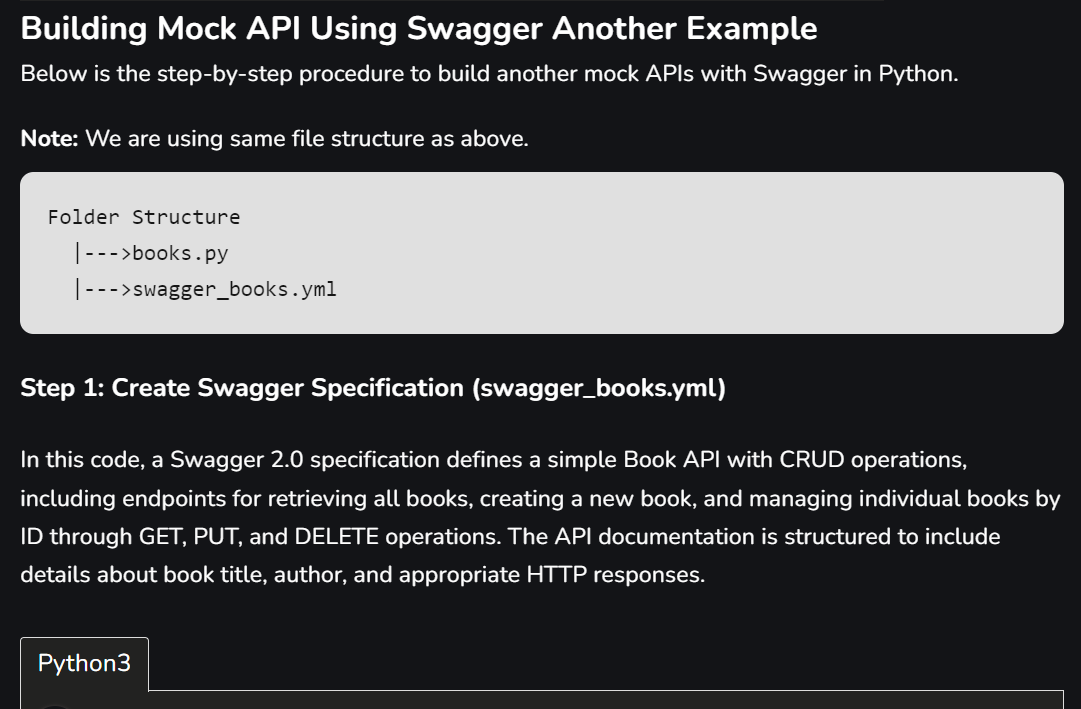 Building Mock API Using Swagger Another Example
Below is the step-by-step procedure to build another mock APIs with Swagger in Python.
Note: We are using same file structure as above.
Folder Structure
|--->books.py
|--->swagger_books.yml
Step 1: Create Swagger Specification (swagger_books.yml)
In this code, a Swagger 2.0 specification defines a simple Book API with CRUD operations,
including endpoints for retrieving all books, creating a new book, and managing individual books by
ID through GET, PUT, and DELETE operations. The API documentation is structured to include
details about book title, author, and appropriate HTTP responses.
Python3